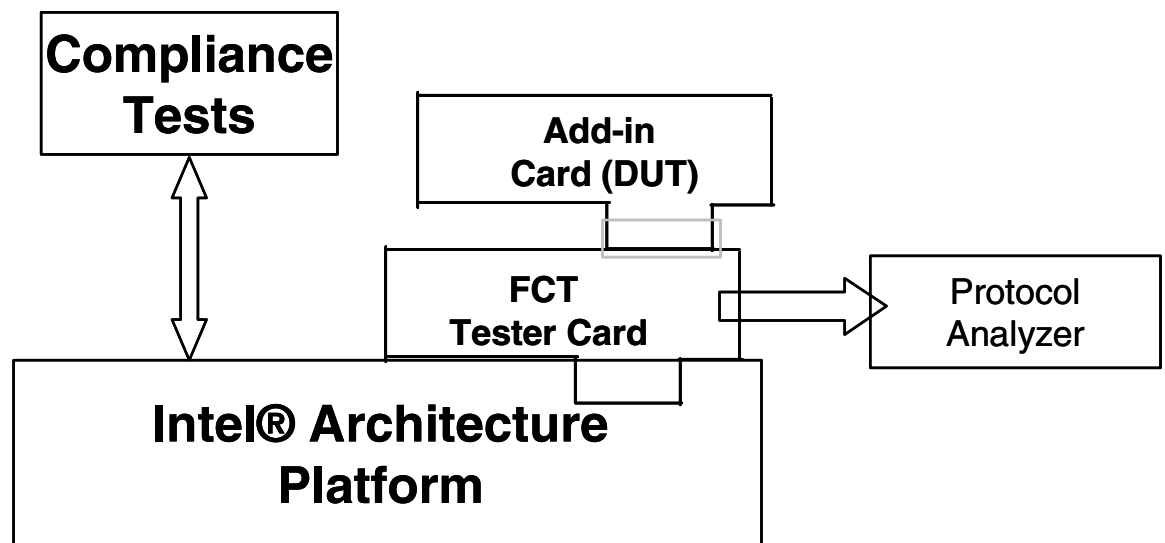 Compliance
Tests
Add-in
Card (DUT)
FCT
Tester Card
Protocol
Analyzer
Intel® Architecture
Platform